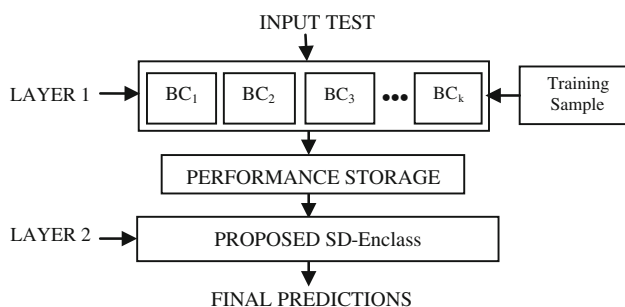 INPUT TEST
LAYER 1
BC1
BC2
BC3
•••
BCk
Training
Sample
PERFORMANCE STORAGE
LAYER 2
PROPOSED SD-Enclass
FINAL PREDICTIONS